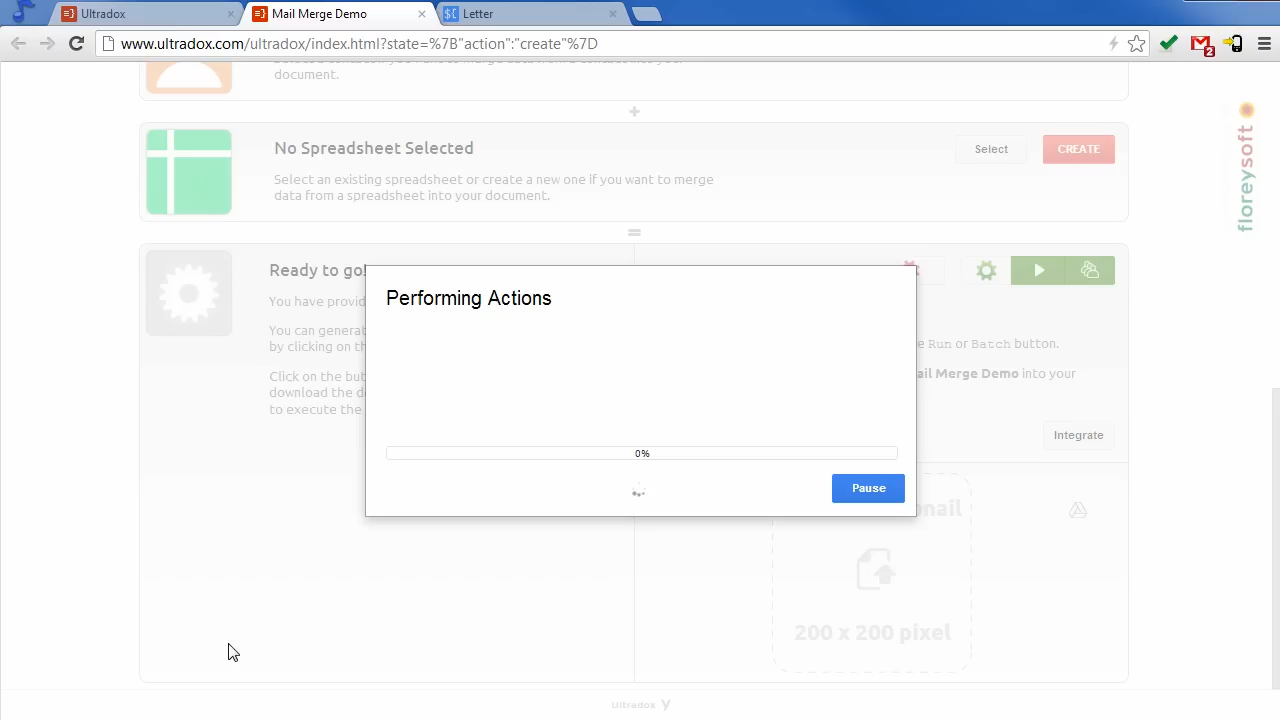 Ultradox
Mail Merge Demo
Letter
www.ultradox.com/ultradox/index.html?state=%7B"action":"create"%7D
2
document.
No Spreadsheet Selected
Select
CREATE
Select an existing spreadsheet or create a new one if you want to merge
data from a spreadsheet into your document.
floreysoft
Ready to go!
You have provid
You can generat
by clicking on th
Click on the but
download the d
to execute the
Performing Actions
0%
Pause
e Run or Batch button.
ail Merge Demo into your
Integrate
nail
200 x 200 pixel
Ultradox